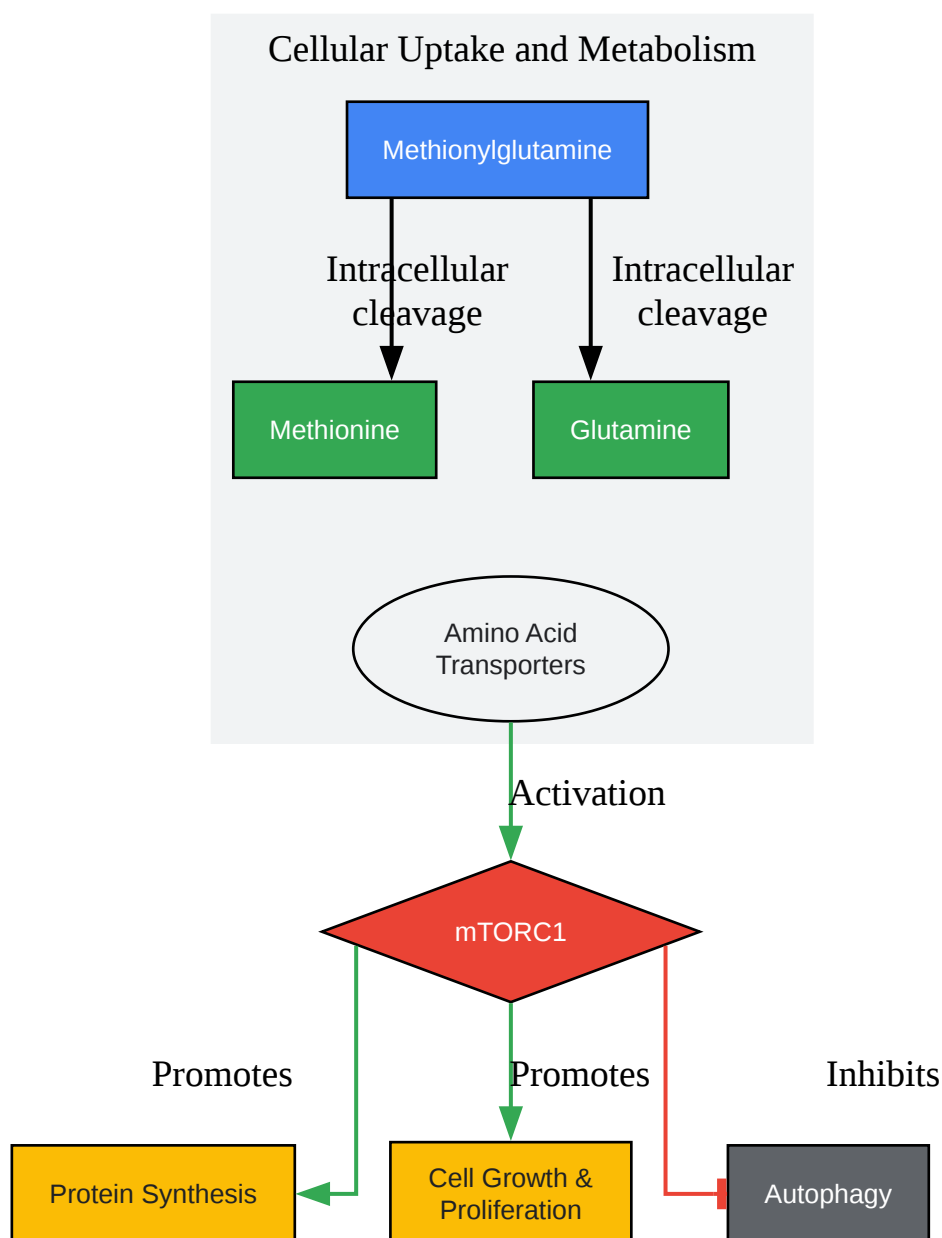 Cellular Uptake and Metabolism
Methionylglutamine
Intracellular
cleavage
Intracellular
cleavage
Methionine
Glutamine
Amino Acid
Transporters
Activation
mTORC1
Promotes
Promotes
Inhibits
Protein Synthesis
Cell Growth &
Proliferation
Autophagy